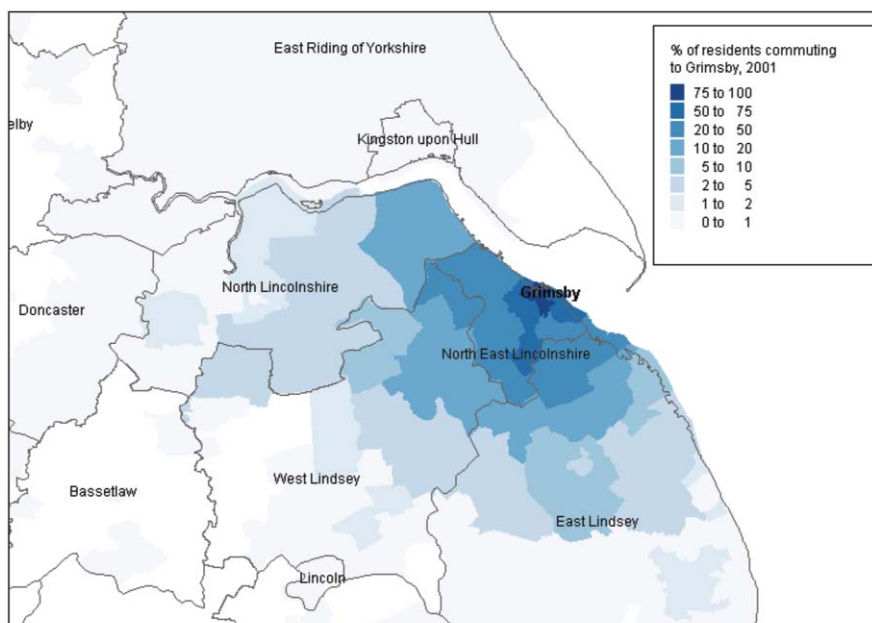 East Riding of Yorkshire
% of residents commuting
to Grimsby, 2001
75 to 100
50 to 75
20 to 50
10 to 20
5 to 10
2 to 5
1 to 2
0 to 1
elby
Kingston upon Hull
North Lincolnshire
Grimsby
Doncaster
North East Lincolnshire
West Lindsey
Bassetlaw
East Lindsey
Lincoln